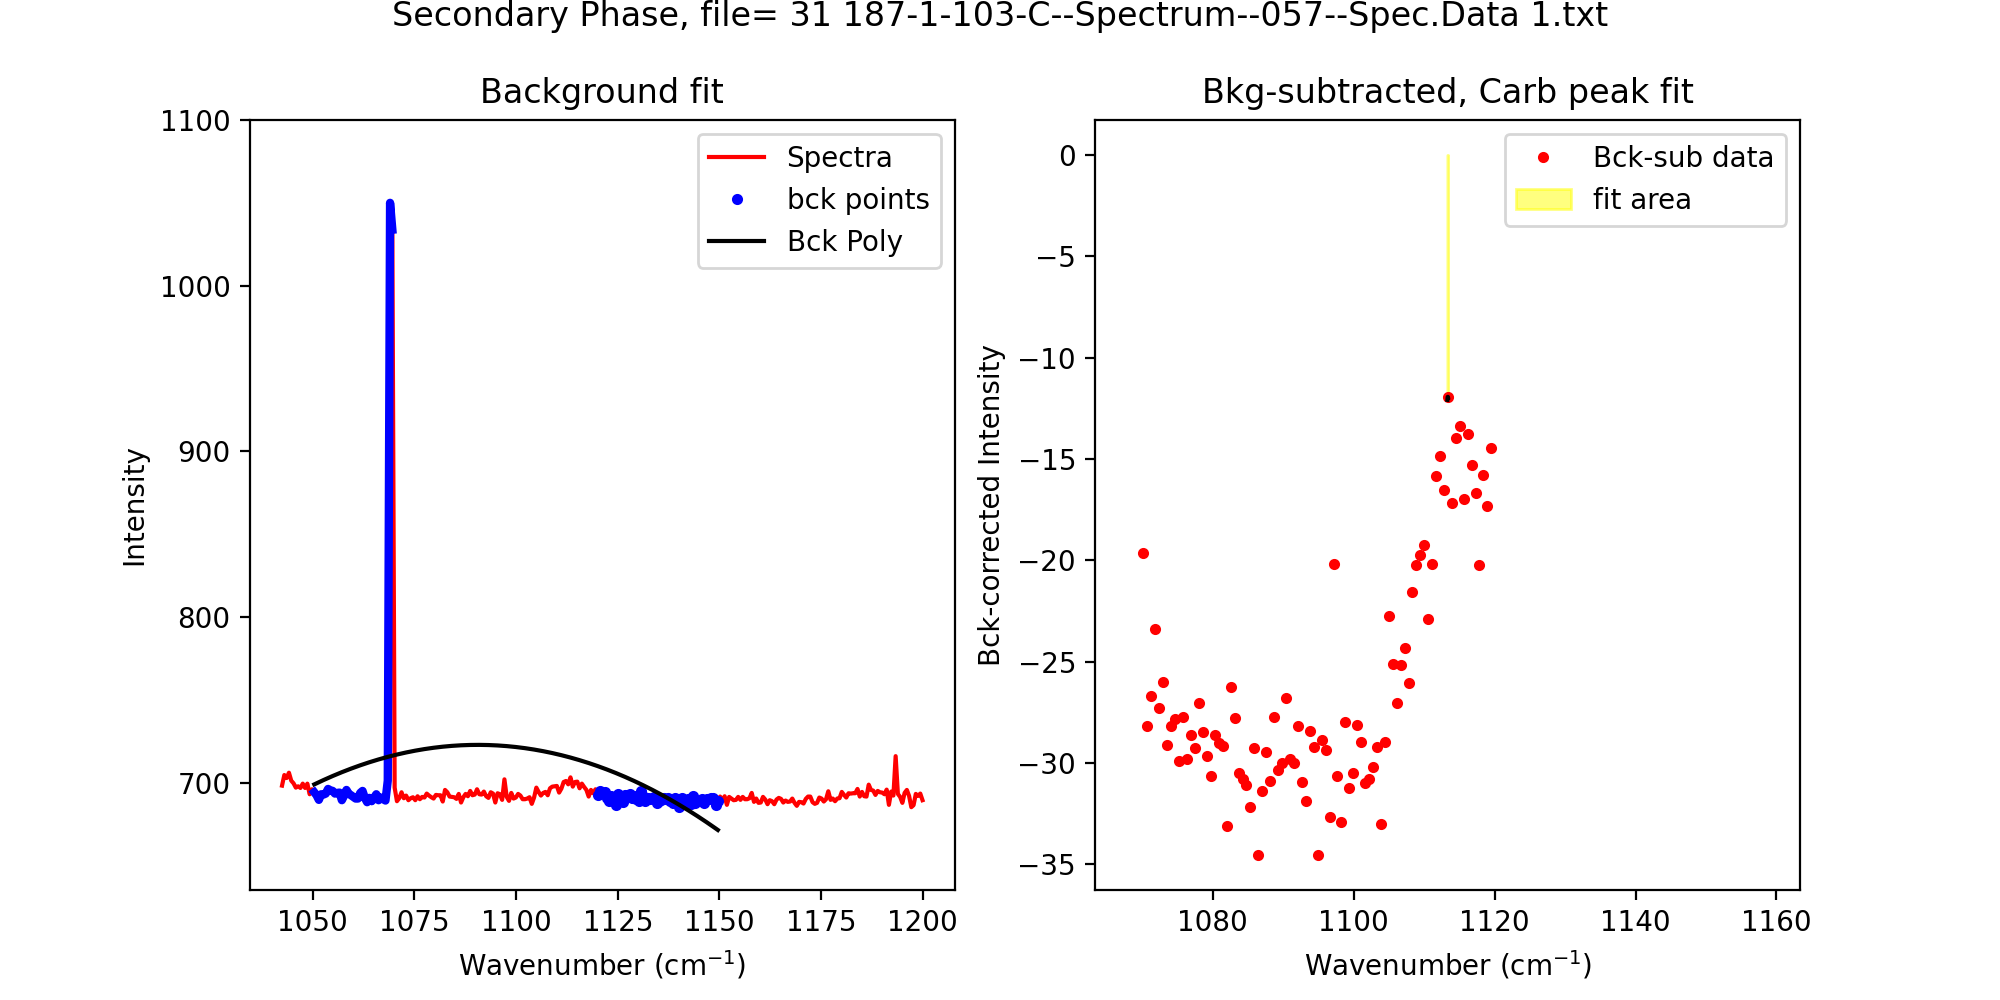 Secondary Phase, file= 31 187-1-103-C--Spectrum--057--Spec.Data 1.txt
Background fit
1100
1000
900
800
700
Intensity
Spectra
bck points
Bck Poly
1050 1075 1100 1125 1150 1175 1200
Wavenumber (cm⁻¹)
Bkg-subtracted, Carb peak fit
0
−5
−10
−15
−20
−25
−30
−35
Bck-corrected Intensity
Bck-sub data
fit area
1080 1100 1120 1140 1160
Wavenumber (cm⁻¹)